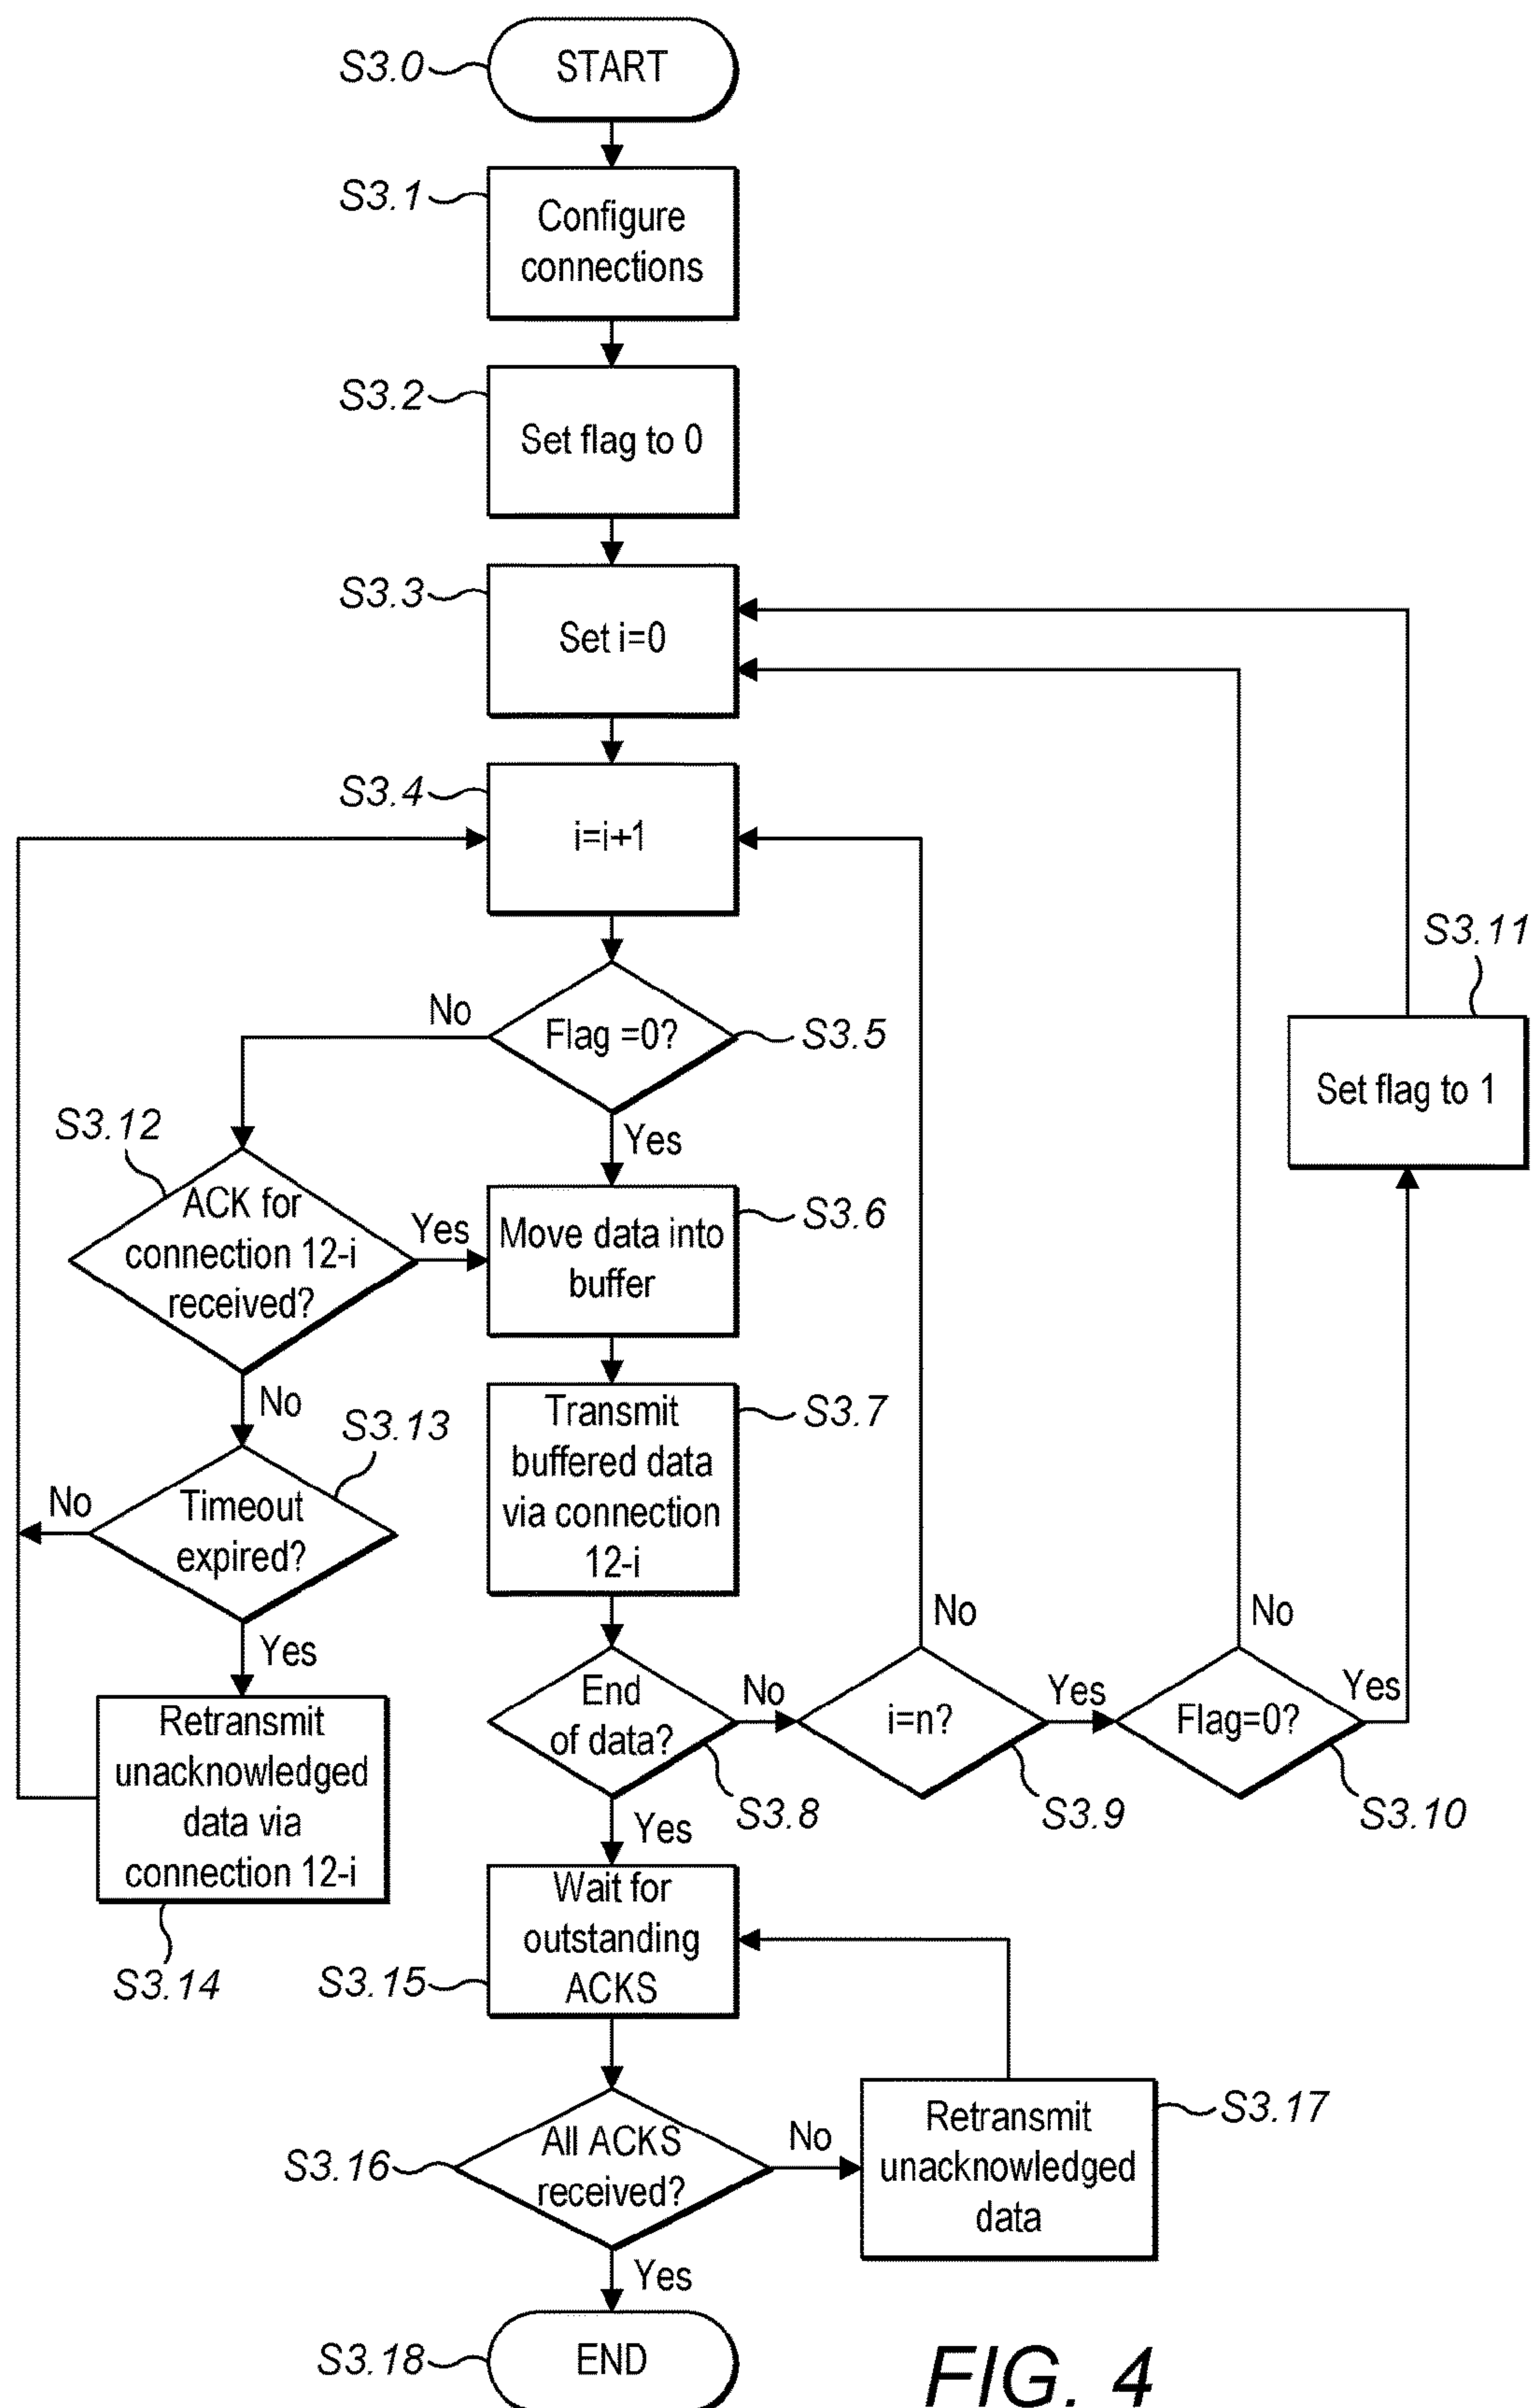 S3.0
START
S3.1
Configure
connections
S3.2
Set flag to 0
S3.3
Set i=0
S3.4
i=i+1
S3.11
Set flag to 1
No
Flag =0?
S3.5
Yes
S3.12
ACK for
connection 12-i
received?
Yes
S3.6
Move data into
buffer
No
S3.13
Timeout
expired?
No
Yes
S3.7
Transmit
buffered data
via connection
12-i
No
No
End
of data?
S3.8
No
i=n?
S3.9
Yes
Flag=0?
S3.10
Yes
Retransmit
unacknowledged
data via
connection 12-i
S3.14
Yes
Wait for
outstanding
ACKS
S3.15
S3.16
All ACKS
received?
No
Retransmit
unacknowledged
data
S3.17
Yes
S3.18
END
FIG. 4